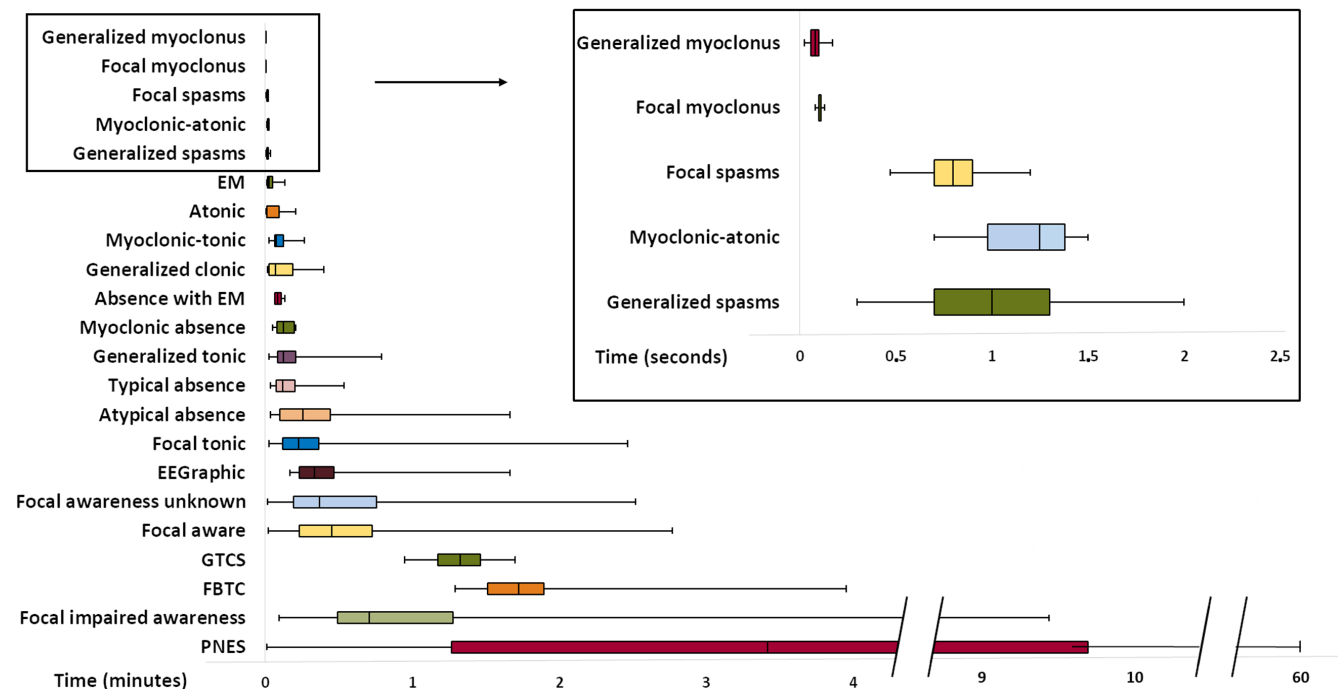 Generalized myoclonus
Focal myoclonus
Focal spasms
Myoclonic-atonic
Generalized spasms
EM
Atonic
Myoclonic-tonic
Generalized clonic
Absence with EM
Myoclonic absence
Generalized tonic
Typical absence
Atypical absence
Focal tonic
EEGraphic
Focal awareness unknown
Focal aware
GTCS
FBTC
Focal impaired awareness
PNES
Time (minutes) 0 1 2 3 4 9 10 60
Generalized myoclonus
Focal myoclonus
Focal spasms
Myoclonic-atonic
Generalized spasms
Time (seconds) 0 0.5 1 1.5 2 2.5